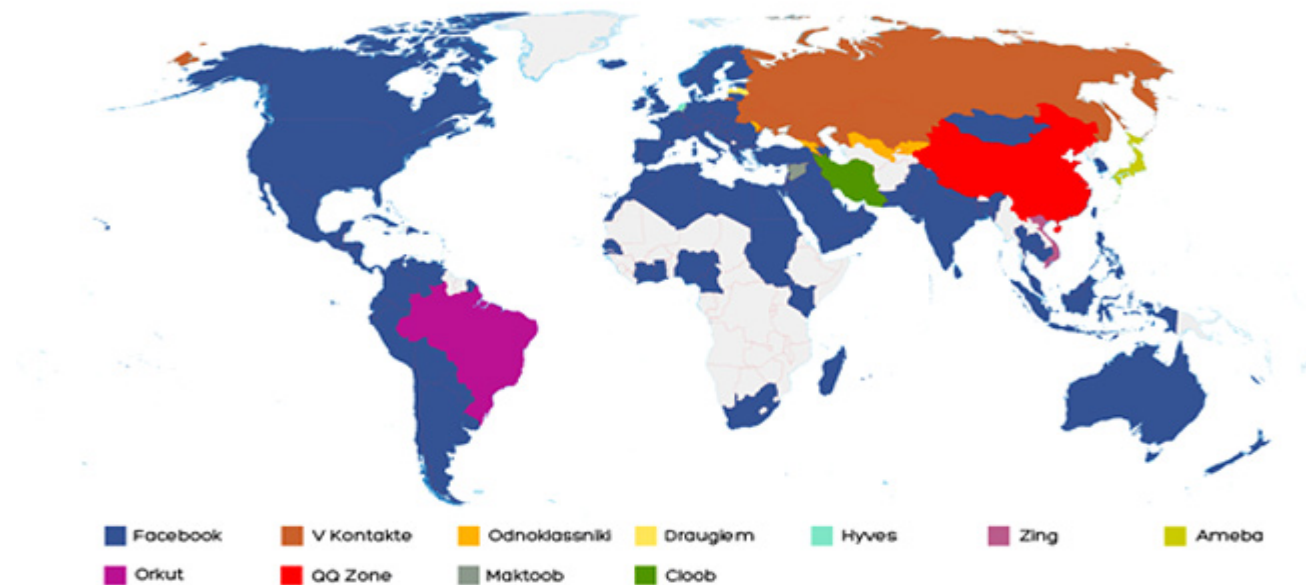 Facebook V Kontakte Odnoklassniki Draugiem Hyves Zing Ameba
Orkut QQ Zone Maktoob Cloob